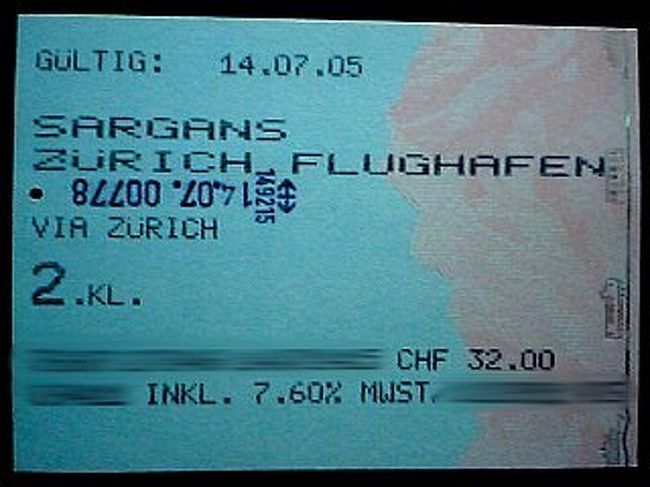 GÜLTIG: 14.07.05
SARGANS
ZÜRICH FLUGHAFEN
14.07. 00778
149215
VIA ZÜRICH
2.KL.
CHF 32.00
INKL. 7.60% MWST.